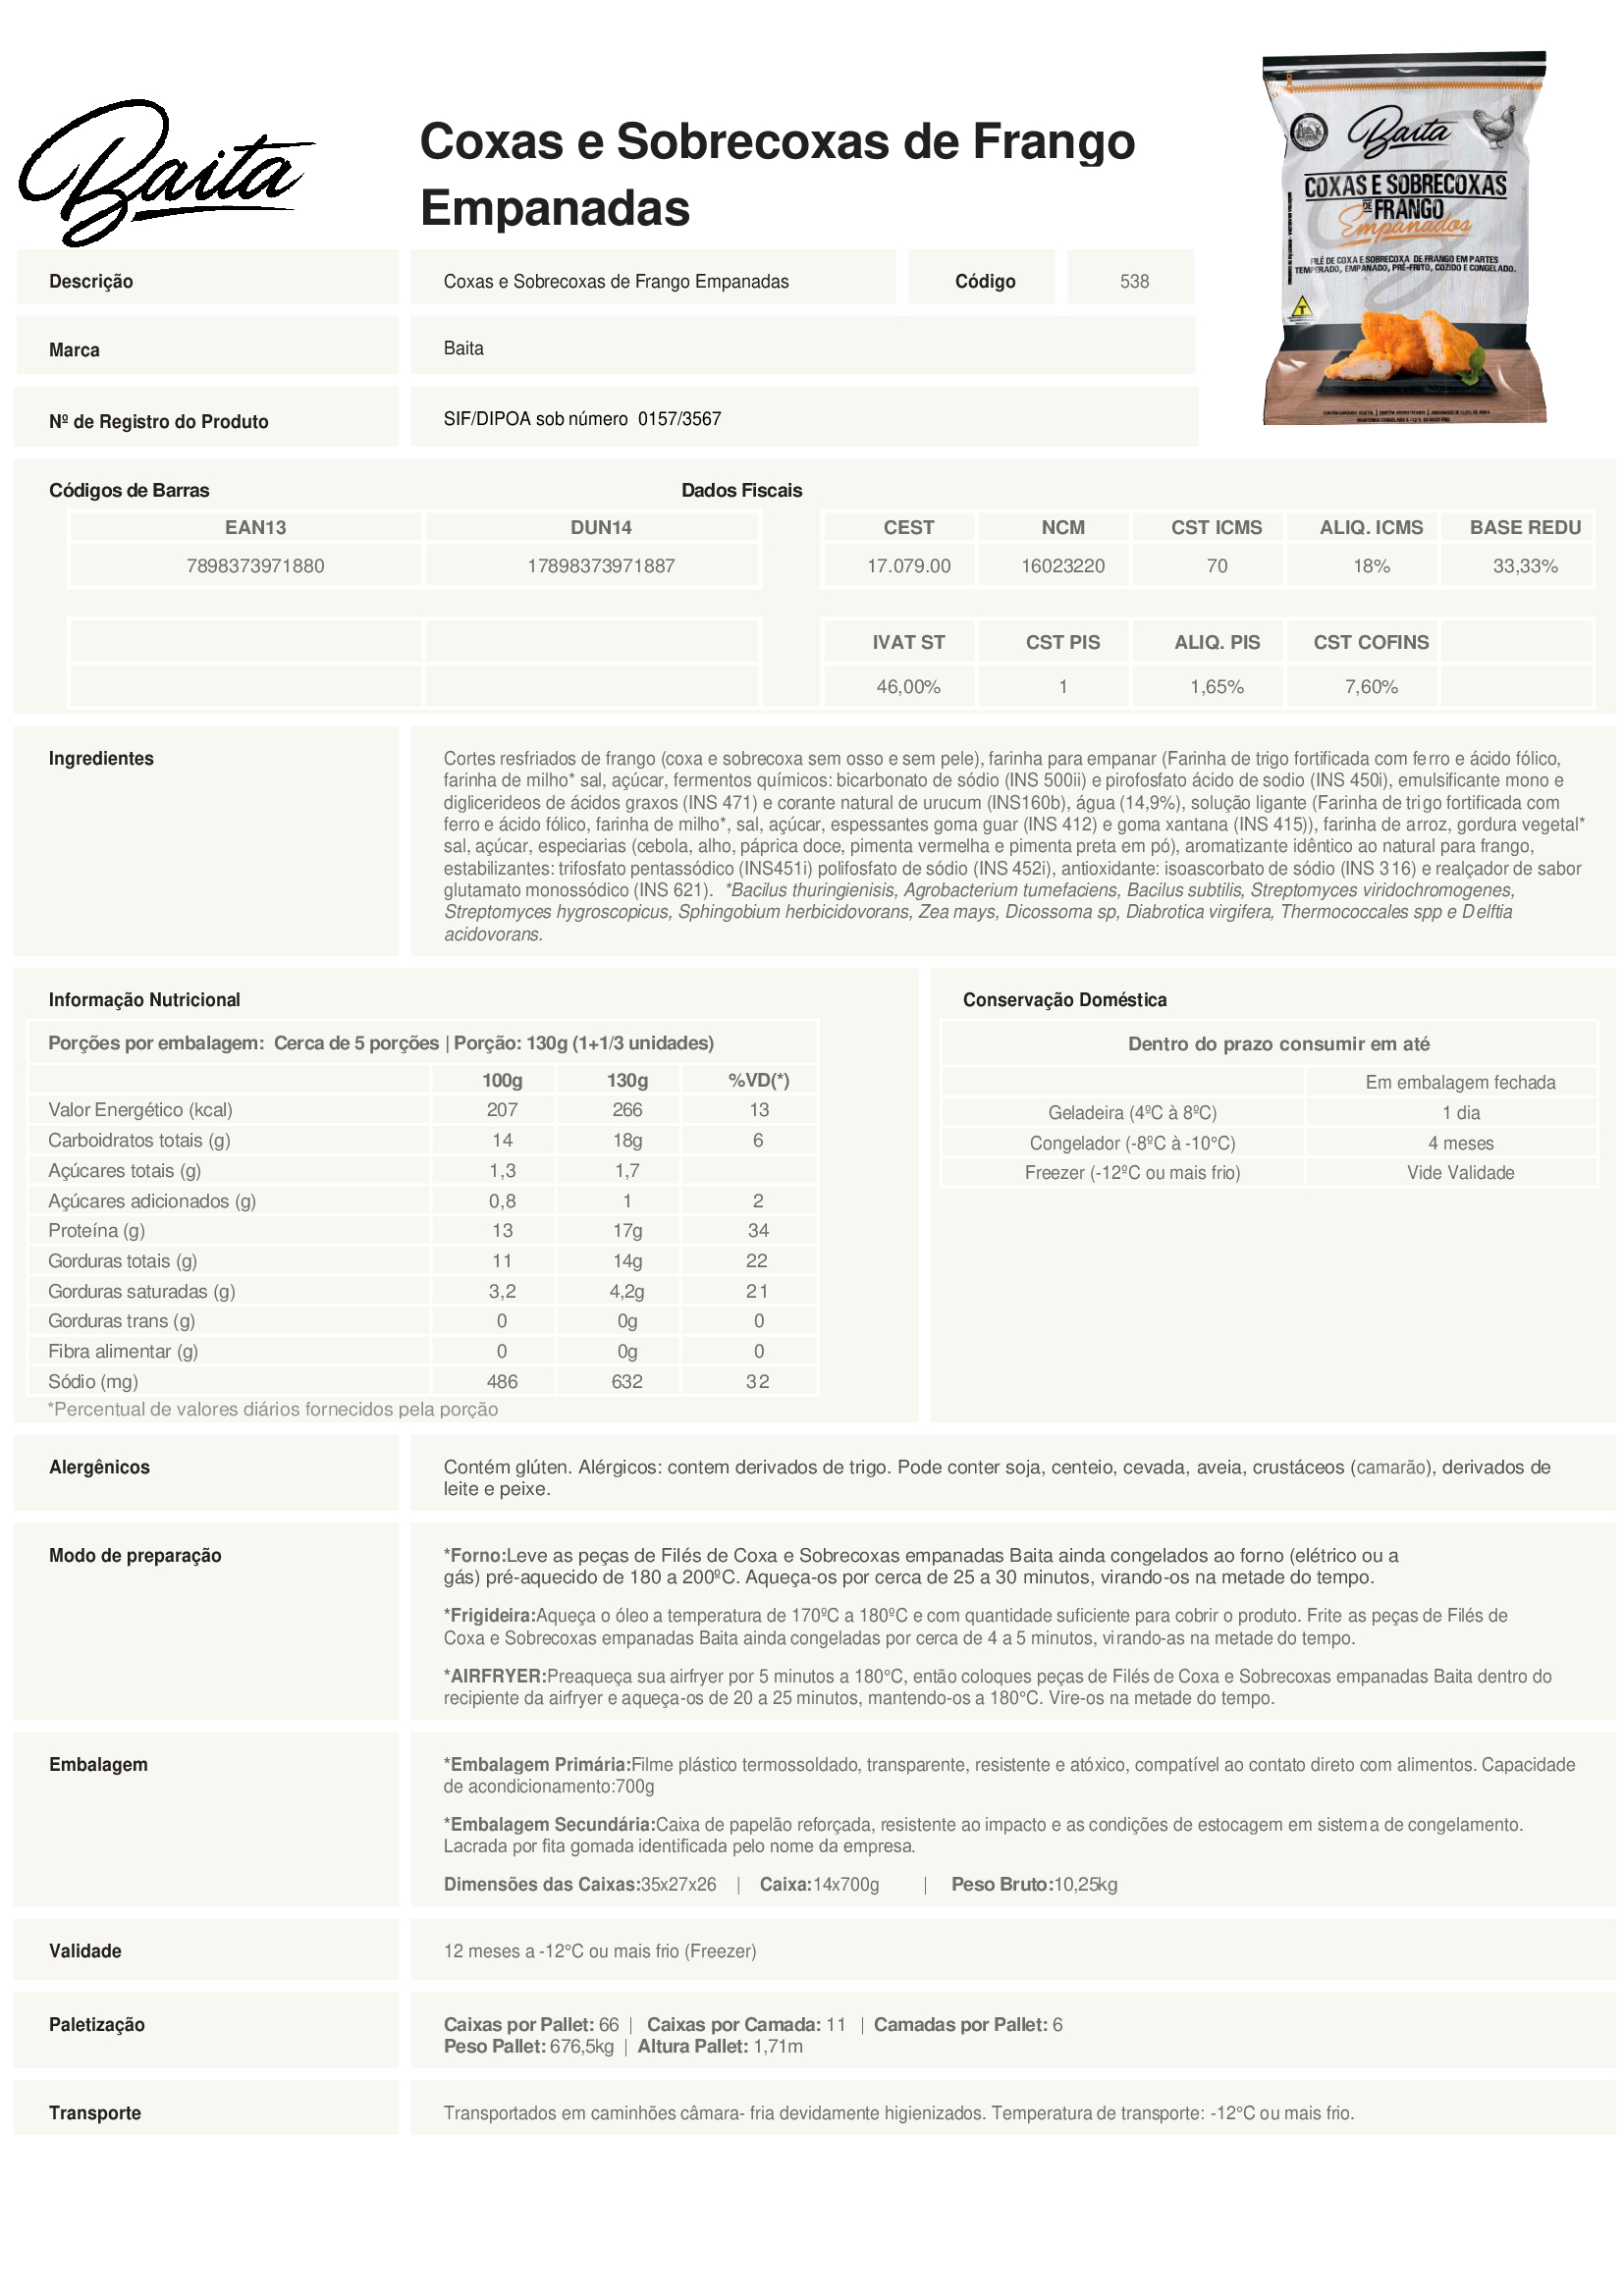 Baita
Coxas e Sobrecoxas de Frango
Empanadas
Baita
COXAS E SOBRECOXAS
DE FRANGO
Empanados
FILÉ DE COXA E SOBRECOXA DE FRANGO EM PARTES
TEMPERADO, EMPANADO, PRÉ-FRITO, COZIDO E CONGELADO.
T
Descrição Coxas e Sobrecoxas de Frango Empanadas Código 538
Marca Baita
Nº de Registro do Produto SIF/DIPOA sob número 0157/3567
Códigos de Barras Dados Fiscais
EAN13 DUN14 CEST NCM CST ICMS ALIQ. ICMS BASE REDU
7898373971880 17898373971887 17.079.00 16023220 70 18% 33,33%
IVAT ST CST PIS ALIQ. PIS CST COFINS
46,00% 1 1,65% 7,60%
Ingredientes
Cortes resfriados de frango (coxa e sobrecoxa sem osso e sem pele), farinha para empanar (Farinha de trigo fortificada com ferro e ácido fólico,
farinha de milho* sal, açúcar, fermentos químicos: bicarbonato de sódio (INS 500ii) e pirofosfato ácido de sodio (INS 450i), emulsificante mono e
diglicerideos de ácidos graxos (INS 471) e corante natural de urucum (INS160b), água (14,9%), solução ligante (Farinha de trigo fortificada com
ferro e ácido fólico, farinha de milho*, sal, açúcar, espessantes goma guar (INS 412) e goma xantana (INS 415)), farinha de arroz, gordura vegetal*
sal, açúcar, especiarias (cebola, alho, páprica doce, pimenta vermelha e pimenta preta em pó), aromatizante idêntico ao natural para frango,
estabilizantes: trifosfato pentassódico (INS451i) polifosfato de sódio (INS 452i), antioxidante: isoascorbato de sódio (INS 316) e realçador de sabor
glutamato monossódico (INS 621). *Bacilus thuringienisis, Agrobacterium tumefaciens, Bacilus subtilis, Streptomyces viridochromogenes,
Streptomyces hygroscopicus, Sphingobium herbicidovorans, Zea mays, Dicossoma sp, Diabrotica virgifera, Thermococcales spp e Delftia
acidovorans.
Informação Nutricional
Porções por embalagem: Cerca de 5 porções | Porção: 130g (1+1/3 unidades)
100g 130g %VD(*)
Valor Energético (kcal) 207 266 13
Carboidratos totais (g) 14 18g 6
Açúcares totais (g) 1,3 1,7
Açúcares adicionados (g) 0,8 1 2
Proteína (g) 13 17g 34
Gorduras totais (g) 11 14g 22
Gorduras saturadas (g) 3,2 4,2g 21
Gorduras trans (g) 0 0g 0
Fibra alimentar (g) 0 0g 0
Sódio (mg) 486 632 32
*Percentual de valores diários fornecidos pela porção
Conservação Doméstica
Dentro do prazo consumir em até
Em embalagem fechada
Geladeira (4ºC à 8ºC) 1 dia
Congelador (-8ºC à -10°C) 4 meses
Freezer (-12ºC ou mais frio) Vide Validade
Alergênicos
Contém glúten. Alérgicos: contem derivados de trigo. Pode conter soja, centeio, cevada, aveia, crustáceos (camarão), derivados de
leite e peixe.
Modo de preparação
*Forno:Leve as peças de Filés de Coxa e Sobrecoxas empanadas Baita ainda congelados ao forno (elétrico ou a
gás) pré-aquecido de 180 a 200ºC. Aqueça-os por cerca de 25 a 30 minutos, virando-os na metade do tempo.
*Frigideira:Aqueça o óleo a temperatura de 170ºC a 180ºC e com quantidade suficiente para cobrir o produto. Frite as peças de Filés de
Coxa e Sobrecoxas empanadas Baita ainda congeladas por cerca de 4 a 5 minutos, virando-as na metade do tempo.
*AIRFRYER:Preaqueça sua airfryer por 5 minutos a 180°C, então coloques peças de Filés de Coxa e Sobrecoxas empanadas Baita dentro do
recipiente da airfryer e aqueça-os de 20 a 25 minutos, mantendo-os a 180°C. Vire-os na metade do tempo.
Embalagem
*Embalagem Primária:Filme plástico termossoldado, transparente, resistente e atóxico, compatível ao contato direto com alimentos. Capacidade
de acondicionamento:700g
*Embalagem Secundária:Caixa de papelão reforçada, resistente ao impacto e as condições de estocagem em sistema de congelamento.
Lacrada por fita gomada identificada pelo nome da empresa.
Dimensões das Caixas:35x27x26 | Caixa:14x700g | Peso Bruto:10,25kg
Validade 12 meses a -12°C ou mais frio (Freezer)
Paletização
Caixas por Pallet: 66 | Caixas por Camada: 11 | Camadas por Pallet: 6
Peso Pallet: 676,5kg | Altura Pallet: 1,71m
Transporte Transportados em caminhões câmara- fria devidamente higienizados. Temperatura de transporte: -12°C ou mais frio.